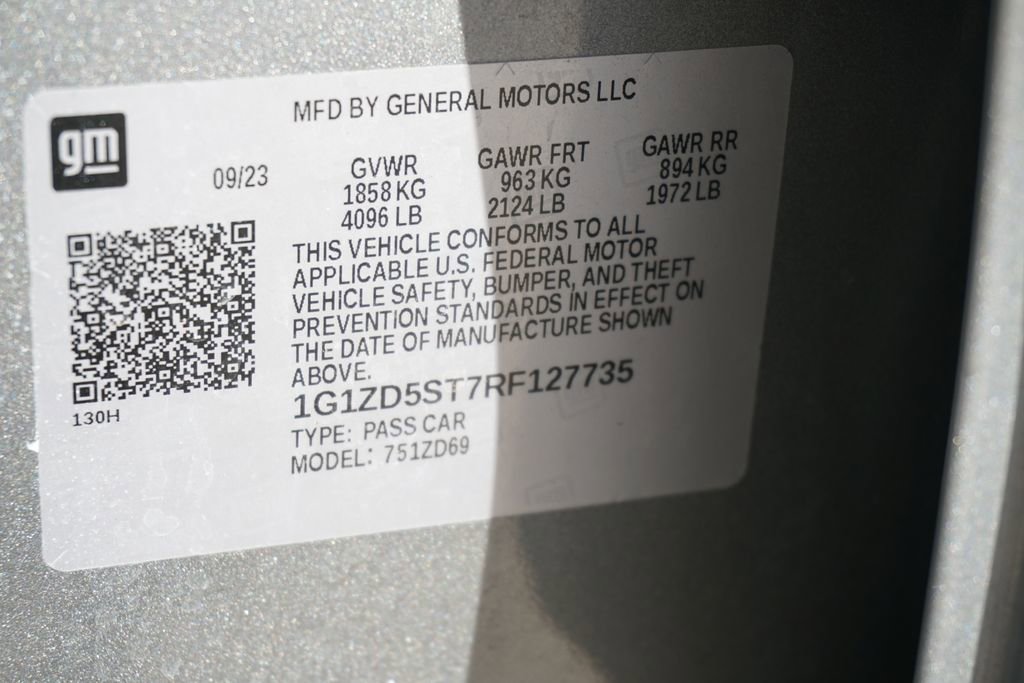 gm
MFD BY GENERAL MOTORS LLC
09/23
GVWR GAWR FRT GAWR RR
1858 KG 963 KG 894 KG
4096 LB 2124 LB 1972 LB
THIS VEHICLE CONFORMS TO ALL
APPLICABLE U.S. FEDERAL MOTOR
VEHICLE SAFETY, BUMPER, AND THEFT
PREVENTION STANDARDS IN EFFECT ON
THE DATE OF MANUFACTURE SHOWN
ABOVE.
1G1ZD5ST7RF127735
TYPE: PASS CAR
MODEL: 751ZD69
130H